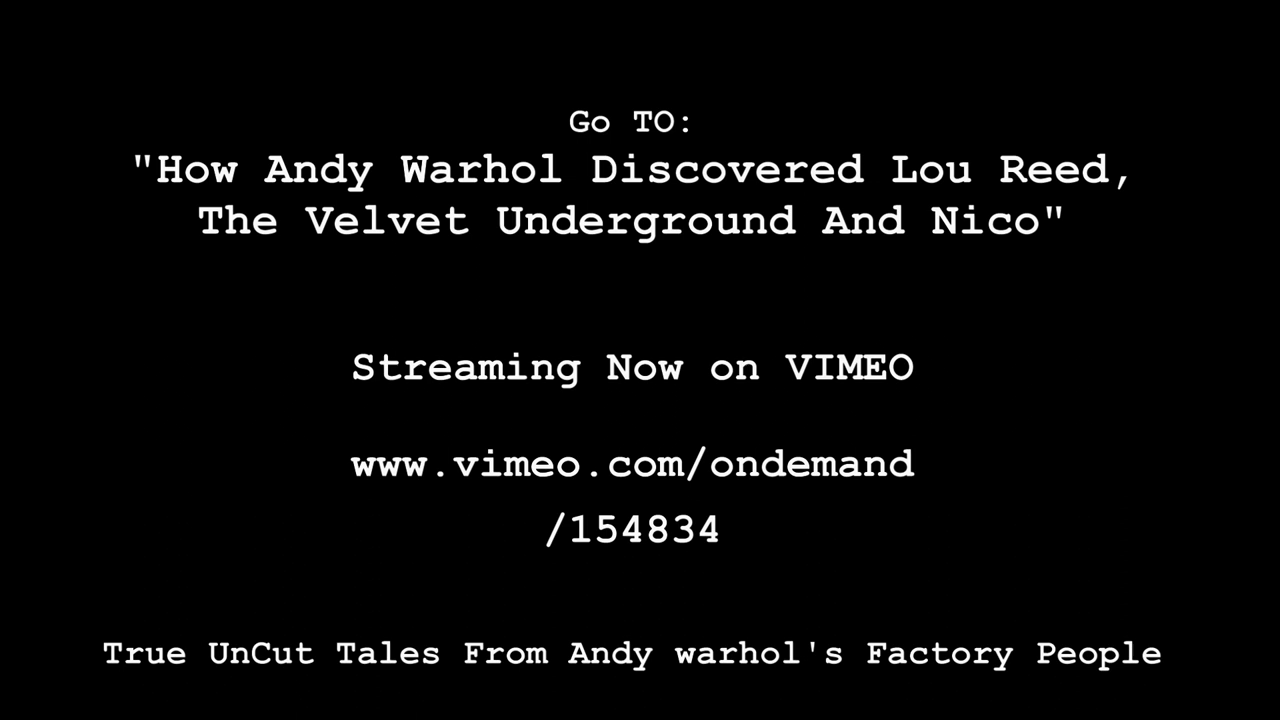 Go TO:
"How Andy Warhol Discovered Lou Reed,
The Velvet Underground And Nico"
Streaming Now on VIMEO
www.vimeo.com/ondemand
/154834
True UnCut Tales From Andy warhol's Factory People